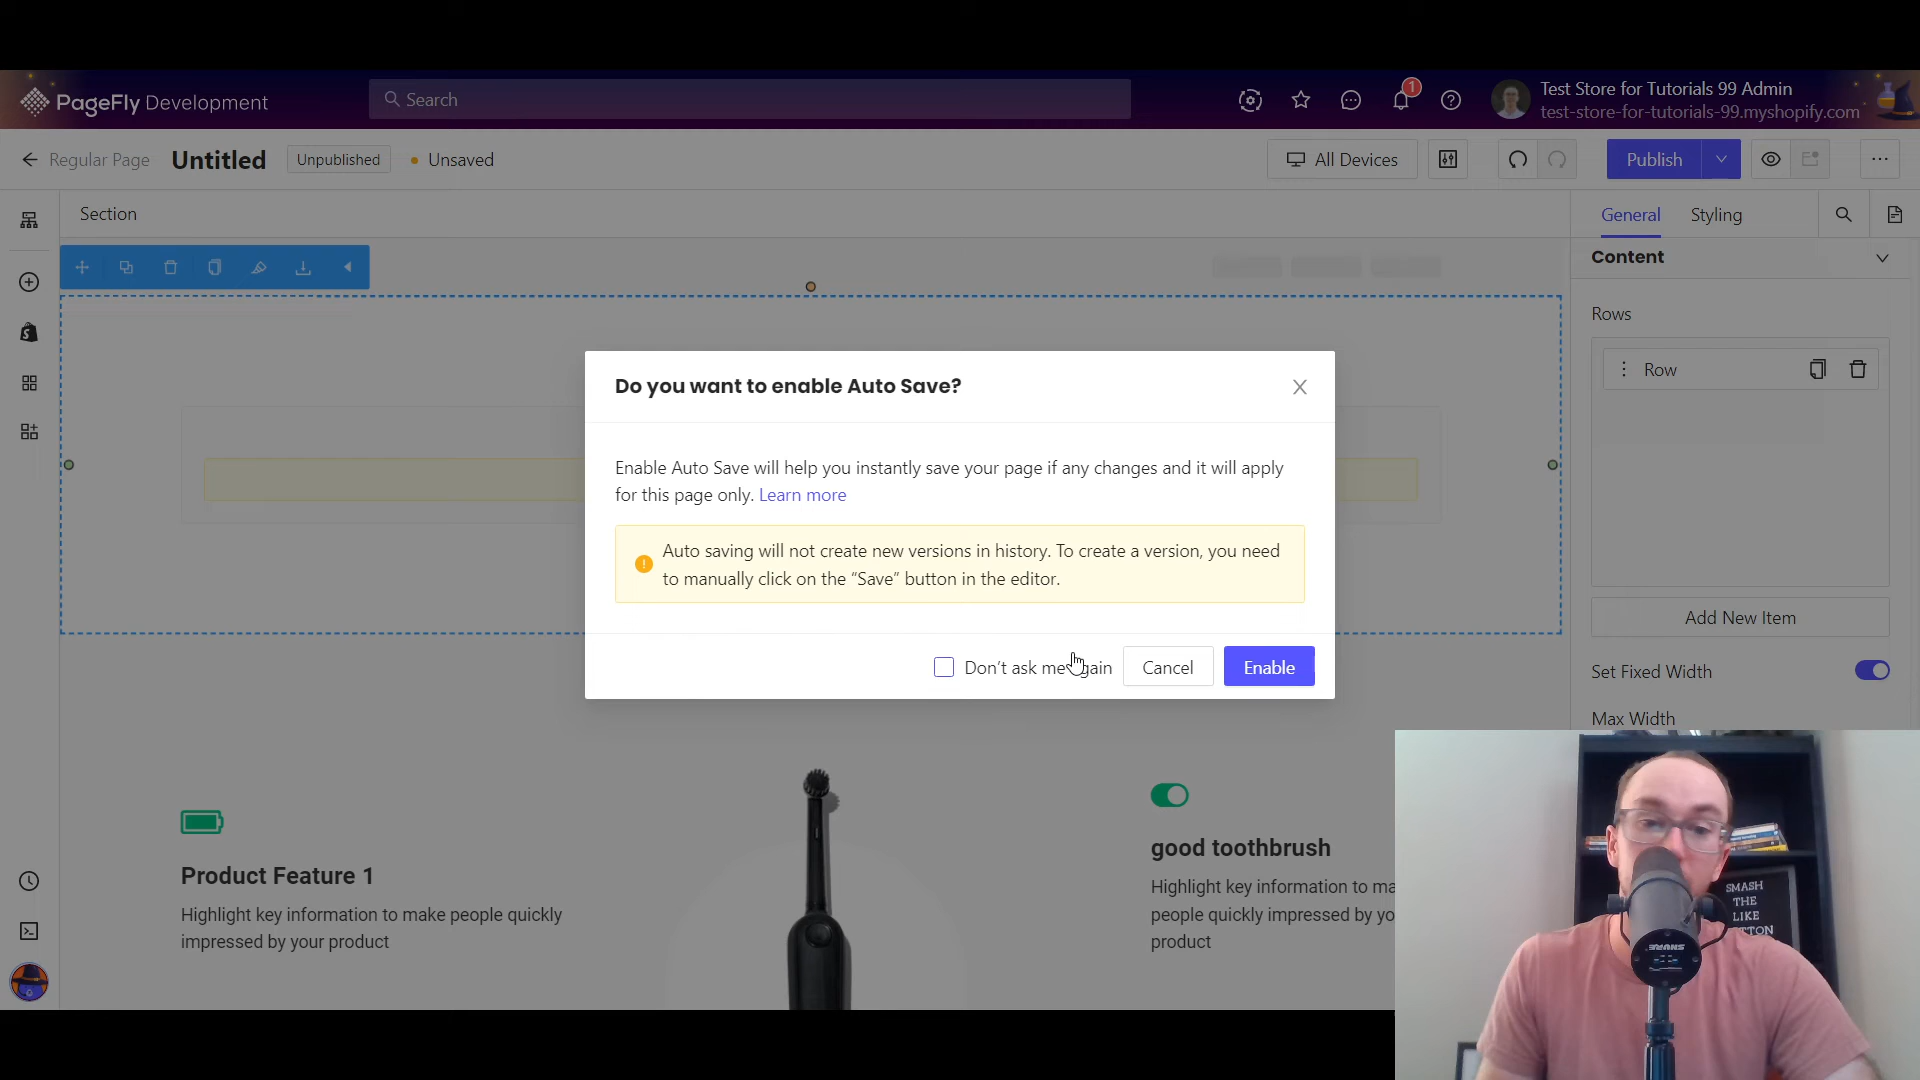 PageFly Development
Search
1
Test Store for Tutorials 99 Admin
test-store-for-tutorials-99.myshopify.com
Regular Page
Untitled
Unpublished
Unsaved
All Devices
Publish
Section
General
Styling
Content
Rows
Row
Add New Item
Set Fixed Width
Max Width
Do you want to enable Auto Save?
Enable Auto Save will help you instantly save your page if any changes and it will apply
for this page only. Learn more
Auto saving will not create new versions in history. To create a version, you need
to manually click on the “Save” button in the editor.
Don't ask me again
Cancel
Enable
Product Feature 1
Highlight key information to make people quickly
impressed by your product
good toothbrush
Highlight key information to ma
people quickly impressed by yo
product
SMASH
THE
LIKE
TTON
SHURE